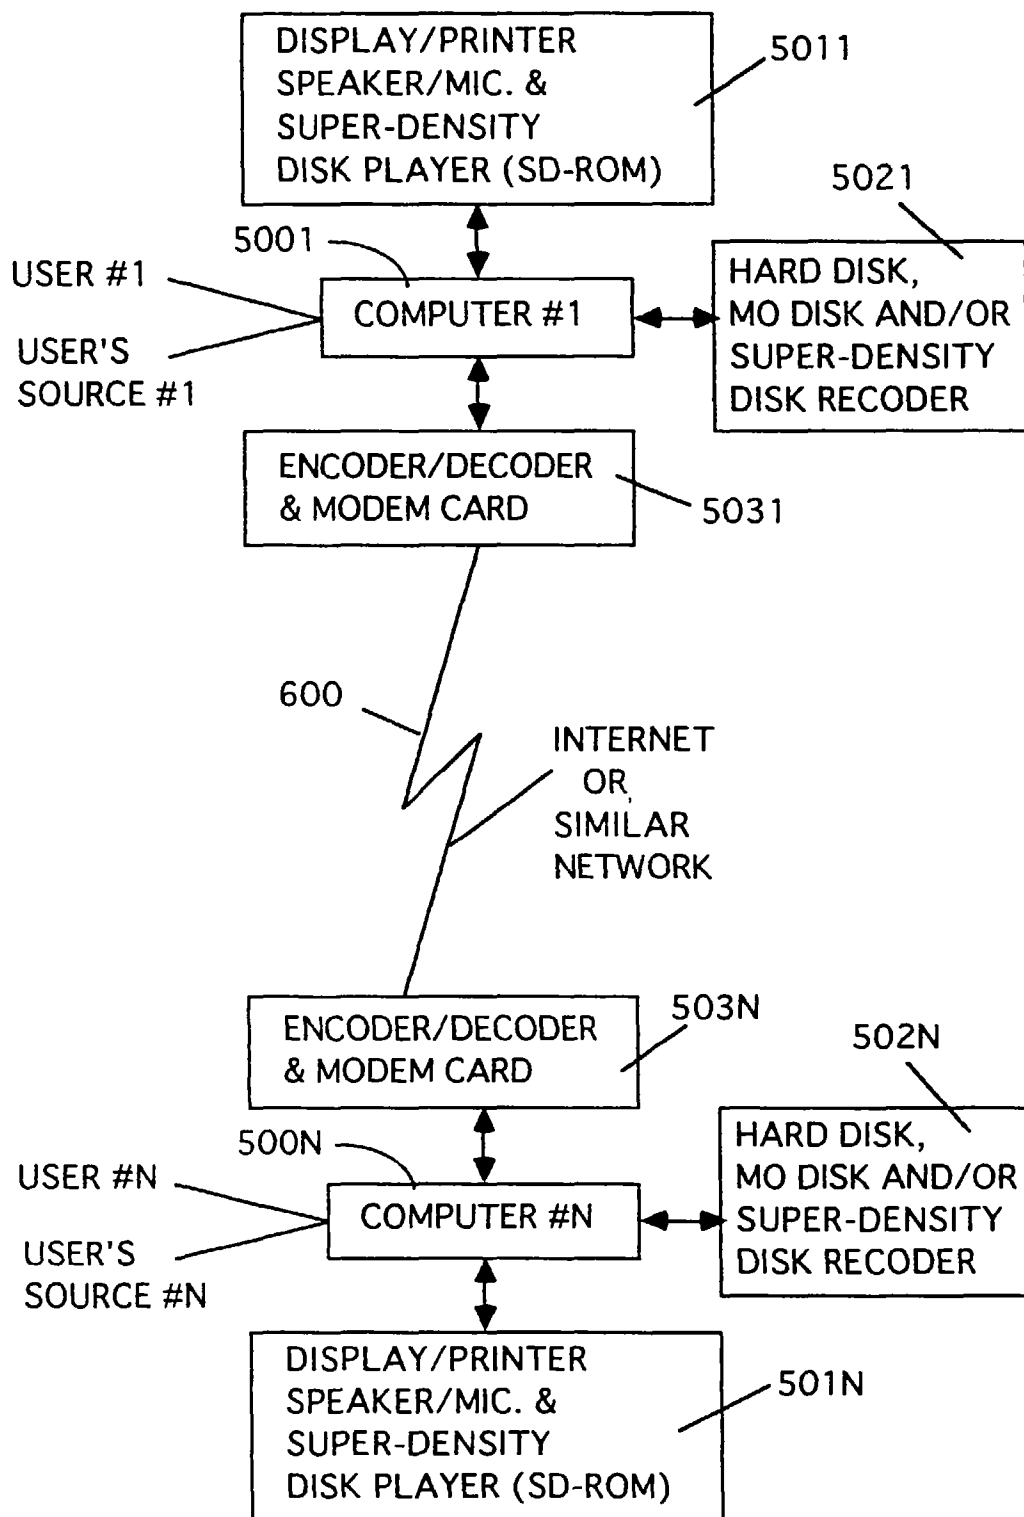 DISPLAY/PRINTER
SPEAKER/MIC. &
SUPER-DENSITY
DISK PLAYER (SD-ROM)
5011
5021
5001
USER #1
COMPUTER #1
USER'S
SOURCE #1
HARD DISK,
MO DISK AND/OR
SUPER-DENSITY
DISK RECODER
ENCODER/DECODER
& MODEM CARD
5031
600
INTERNET
OR
SIMILAR
NETWORK
ENCODER/DECODER
& MODEM CARD
503N
502N
500N
USER #N
COMPUTER #N
USER'S
SOURCE #N
HARD DISK,
MO DISK AND/OR
SUPER-DENSITY
DISK RECODER
DISPLAY/PRINTER
SPEAKER/MIC. &
SUPER-DENSITY
DISK PLAYER (SD-ROM)
501N